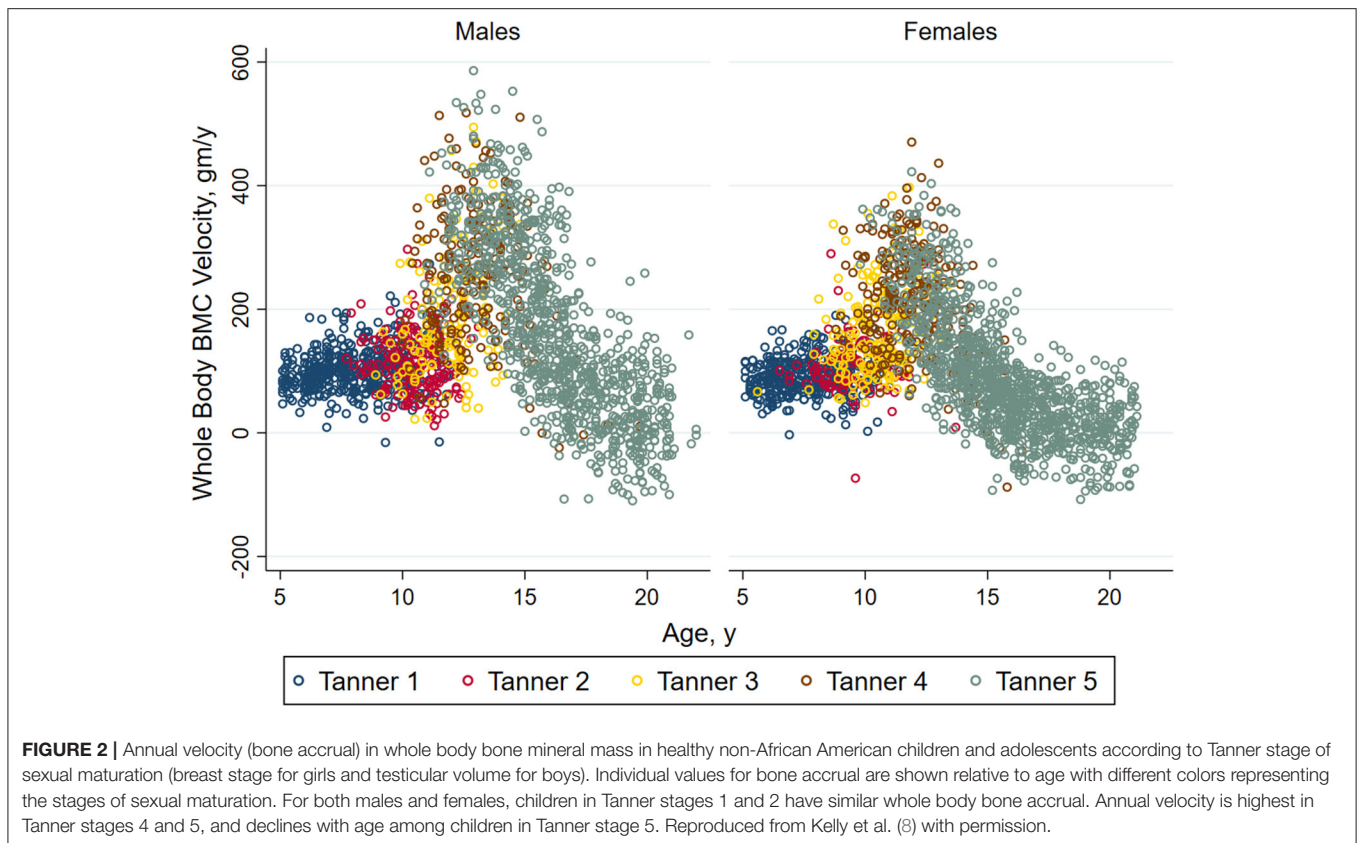 Males
Females
Whole Body BMC Velocity, gm/y
600
400
200
0
-200
5
10
15
20
5
10
15
20
Age, y
Tanner 1
Tanner 2
Tanner 3
Tanner 4
Tanner 5
FIGURE 2 | Annual velocity (bone accrual) in whole body bone mineral mass in healthy non-African American children and adolescents according to Tanner stage of
sexual maturation (breast stage for girls and testicular volume for boys). Individual values for bone accrual are shown relative to age with different colors representing
the stages of sexual maturation. For both males and females, children in Tanner stages 1 and 2 have similar whole body bone accrual. Annual velocity is highest in
Tanner stages 4 and 5, and declines with age among children in Tanner stage 5. Reproduced from Kelly et al. (8) with permission.